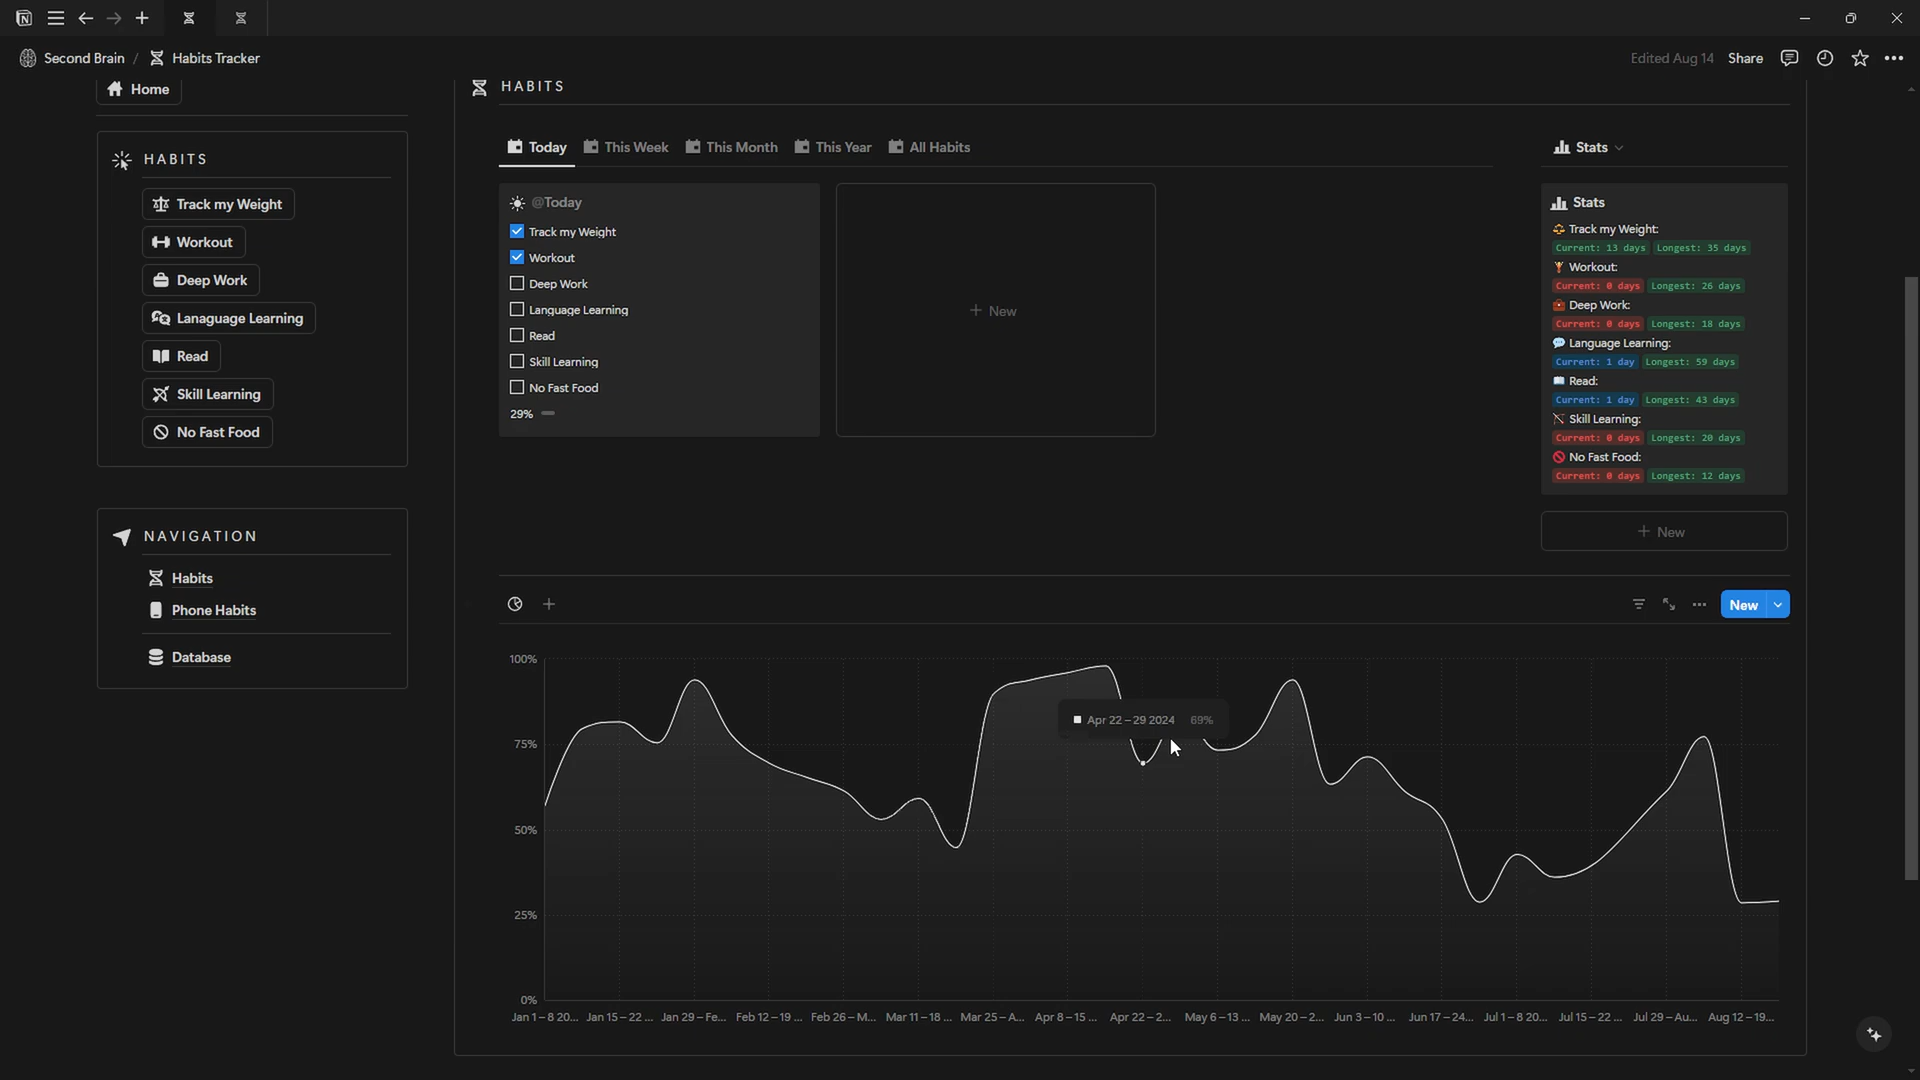 Second Brain / Habits Tracker
Edited Aug 14 Share
Home
HABITS
Track my Weight
Workout
Deep Work
Lanaguage Learning
Read
Skill Learning
No Fast Food
NAVIGATION
Habits
Phone Habits
Database
HABITS
Today This Week This Month This Year All Habits
@Today
Track my Weight
Workout
Deep Work
Language Learning
Read
Skill Learning
No Fast Food
29%
+ New
Stats
Stats
Track my Weight:
Current: 13 days Longest: 35 days
Workout:
Current: 0 days Longest: 26 days
Deep Work:
Current: 0 days Longest: 18 days
Language Learning:
Current: 1 day Longest: 59 days
Read:
Current: 1 day Longest: 43 days
Skill Learning:
Current: 0 days Longest: 20 days
No Fast Food:
Current: 0 days Longest: 12 days
+ New
New
100%
75%
50%
25%
0%
Apr 22 – 29 2024 69%
Jan 1 – 8 20... Jan 15 – 22 ... Jan 29 – Fe... Feb 12 – 19 ... Feb 26 – M... Mar 11 – 18 ... Mar 25 – A... Apr 8 – 15 ... Apr 22 – 2... May 6 – 13 ... May 20 – 2... Jun 3 – 10 ... Jun 17 – 24... Jul 1 – 8 20... Jul 15 – 22 ... Jul 29 – Au... Aug 12 – 19...